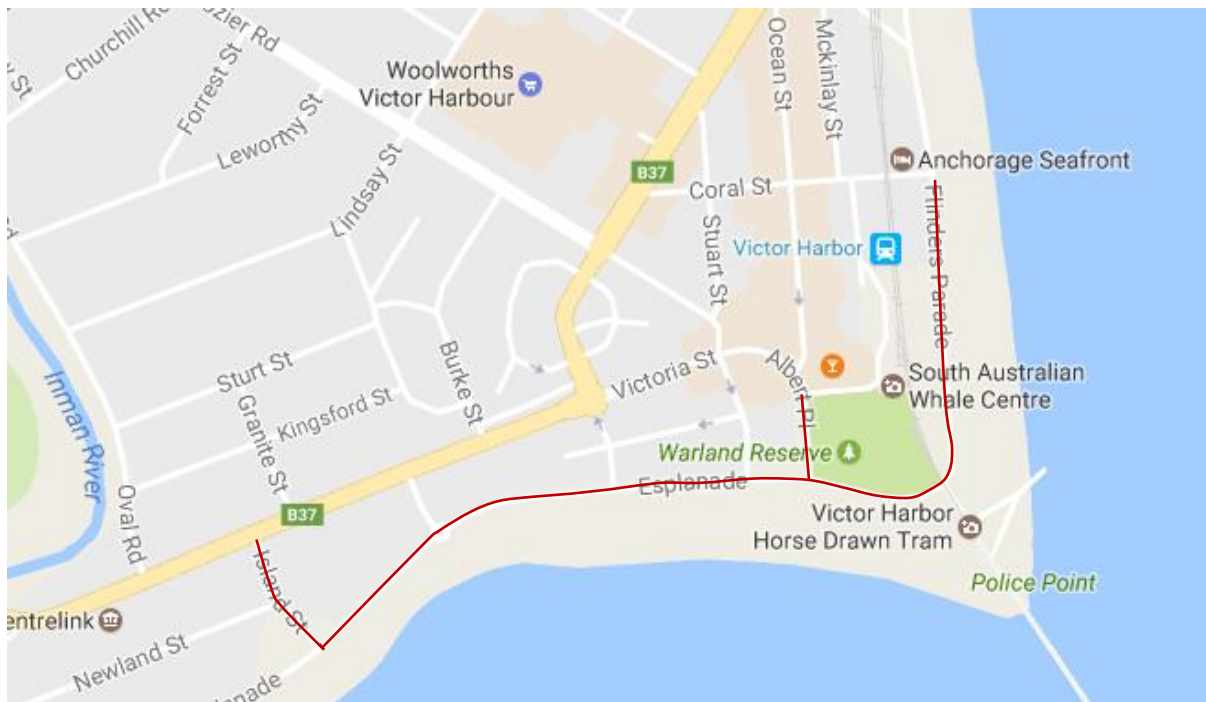 Churchill Ro
ozier Rd
Forrest St
Leworthy St
Lindsay St
Woolworths
Victor Harbour
B37
Ocean St
Mckinlay St
Anchorage Seafront
Coral St
Flinders Parade
Stuart St
Victor Harbor
Inman River
Sturt St
Granite St
Kingsford St
Burke St
Victoria St
Albert Pl
South Australian
Whale Centre
Warland Reserve
Esplanade
Victor Harbor
Horse Drawn Tram
Police Point
Oval Rd
B37
Island St
entrelink
Newland St
anade